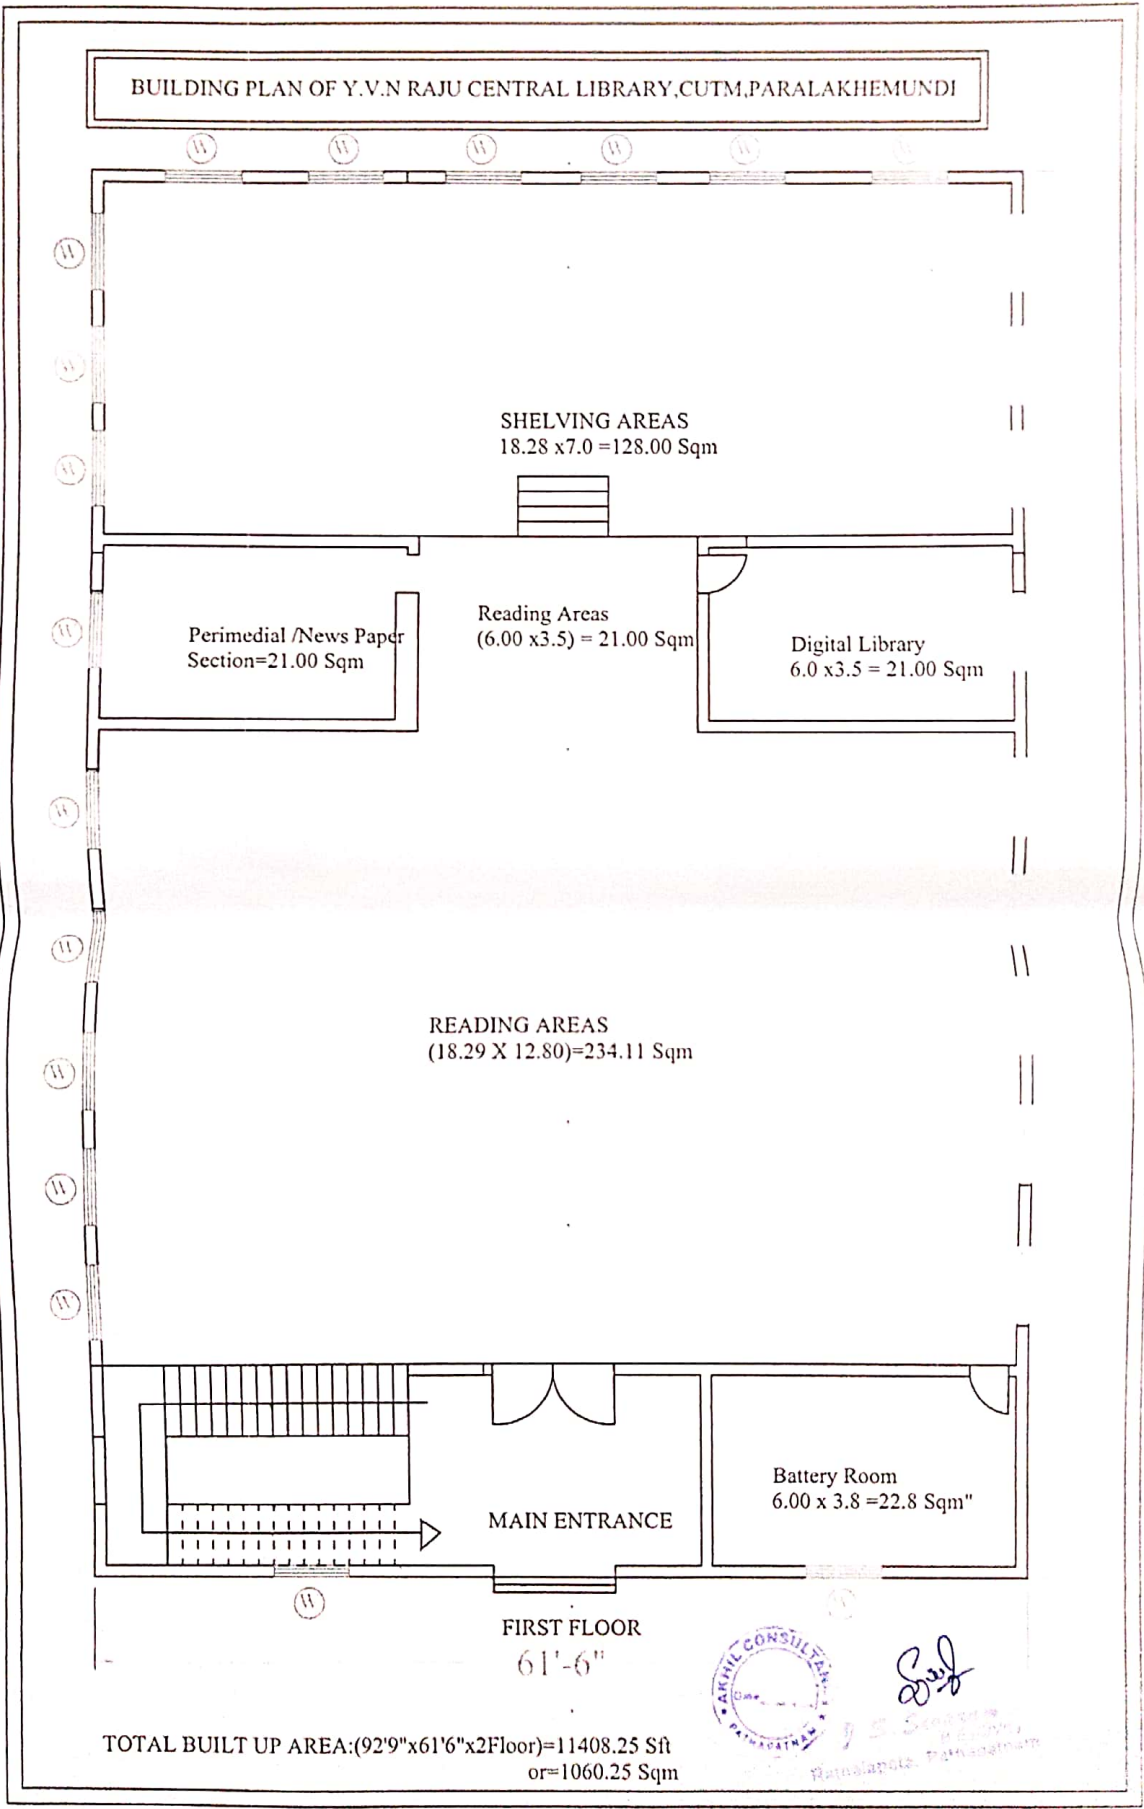 BUILDING PLAN OF Y.V.N RAJU CENTRAL LIBRARY,CUTM,PARALAKHEMUNDI
W W W W W
W
W
W
SHELVING AREAS
18.28 x7.0 =128.00 Sqm
W
Perimedial /News Paper
Section=21.00 Sqm
Reading Areas
(6.00 x3.5) = 21.00 Sqm
Digital Library
6.0 x3.5 = 21.00 Sqm
W
W
READING AREAS
(18.29 X 12.80)=234.11 Sqm
W
W
W
Battery Room
6.00 x 3.8 =22.8 Sqm"
MAIN ENTRANCE
W W
FIRST FLOOR
61'-6"
AKHIL CONSULTAN
PATHAPATNAM
Pathapatnam
TOTAL BUILT UP AREA:(92'9"x61'6"x2Floor)=11408.25 Sft
or=1060.25 Sqm